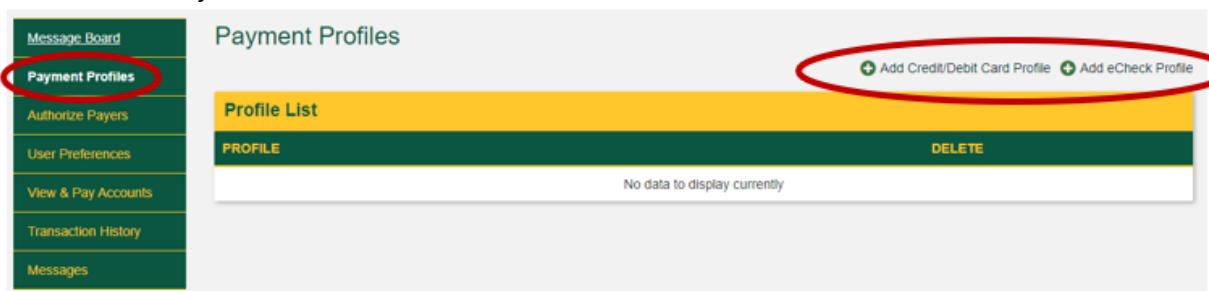 Message Board
Payment Profiles
Authorize Payers
User Preferences
View & Pay Accounts
Transaction History
Messages
Payment Profiles
Add Credit/Debit Card Profile Add eCheck Profile
Profile List
PROFILE DELETE
No data to display currently